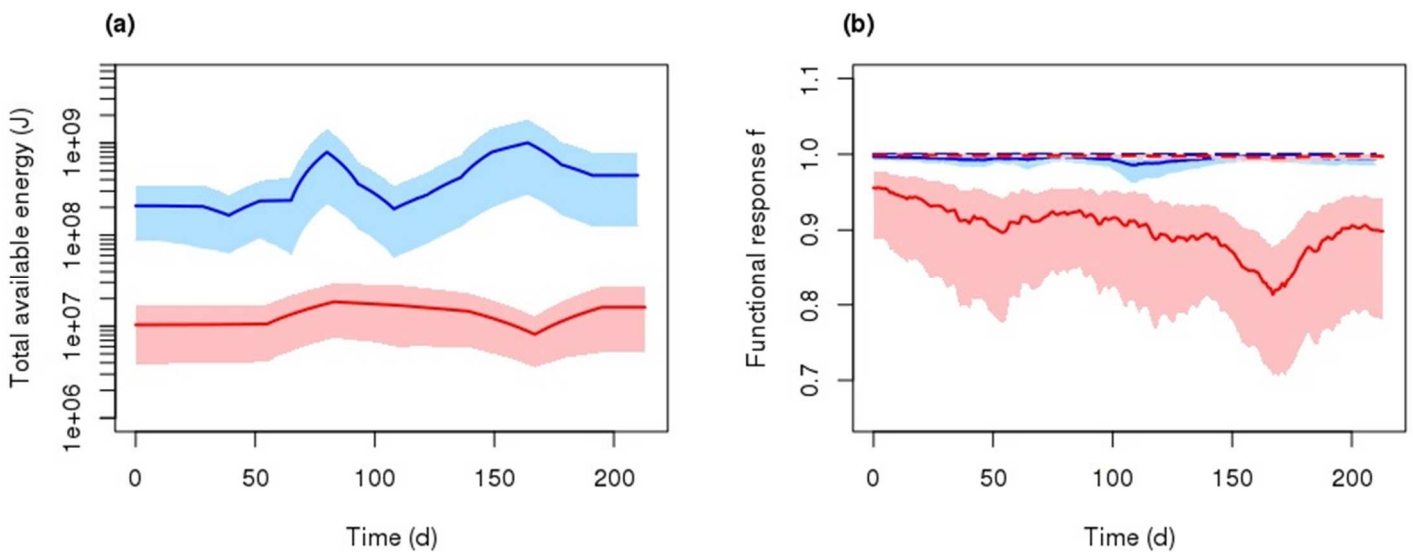 (a)
Total available energy (J)
1e+09
1e+08
1e+07
1e+06
0 50 100 150 200
Time (d)
(b)
Functional response f
1.1
1.0
0.9
0.8
0.7
0 50 100 150 200
Time (d)